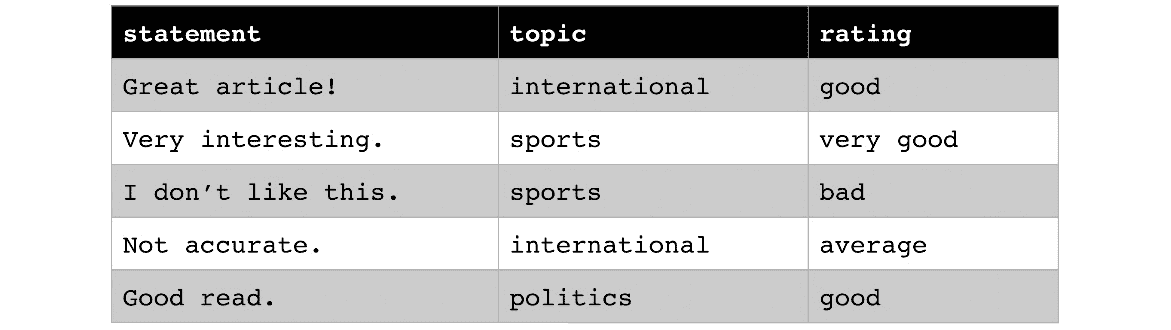 statement topic rating
Great article! international good
Very interesting. sports very good
I don’t like this. sports bad
Not accurate. international average
Good read. politics good